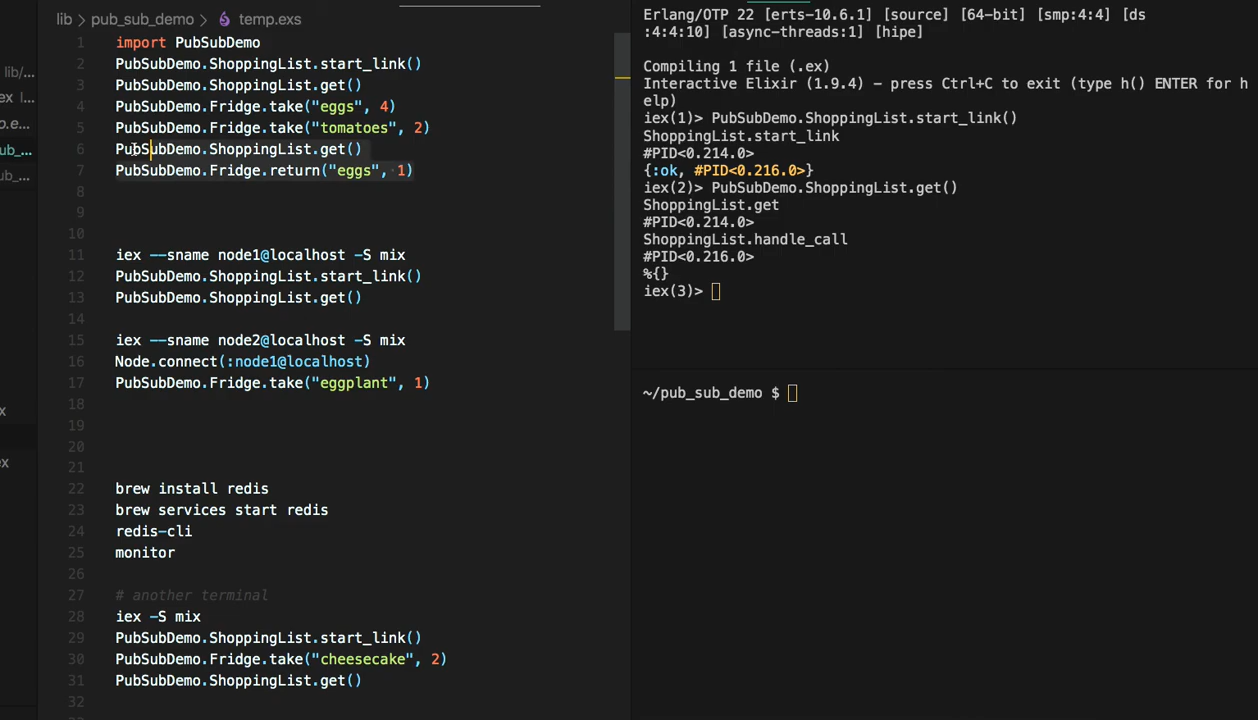 lib > pub_sub_demo > temp.exs
lib/...
ex l...
o.e...
ub_...
ub_...
x
ex
1 import PubSubDemo
2 PubSubDemo.ShoppingList.start_link()
3 PubSubDemo.ShoppingList.get()
4 PubSubDemo.Fridge.take("eggs", 4)
5 PubSubDemo.Fridge.take("tomatoes", 2)
6 PubSubDemo.ShoppingList.get()
7 PubSubDemo.Fridge.return("eggs", 1)
8
9
10
11 iex --sname node1@localhost -S mix
12 PubSubDemo.ShoppingList.start_link()
13 PubSubDemo.ShoppingList.get()
14
15 iex --sname node2@localhost -S mix
16 Node.connect(:node1@localhost)
17 PubSubDemo.Fridge.take("eggplant", 1)
18
19
20
21
22 brew install redis
23 brew services start redis
24 redis-cli
25 monitor
26
27 # another terminal
28 iex -S mix
29 PubSubDemo.ShoppingList.start_link()
30 PubSubDemo.Fridge.take("cheesecake", 2)
31 PubSubDemo.ShoppingList.get()
32
Erlang/OTP 22 [erts-10.6.1] [source] [64-bit] [smp:4:4] [ds
:4:4:10] [async-threads:1] [hipe]
Compiling 1 file (.ex)
Interactive Elixir (1.9.4) - press Ctrl+C to exit (type h() ENTER for h
elp)
iex(1)> PubSubDemo.ShoppingList.start_link()
ShoppingList.start_link
#PID<0.214.0>
{:ok, #PID<0.216.0>}
iex(2)> PubSubDemo.ShoppingList.get()
ShoppingList.get
#PID<0.214.0>
ShoppingList.handle_call
#PID<0.216.0>
%{}
iex(3)>
~/pub_sub_demo $